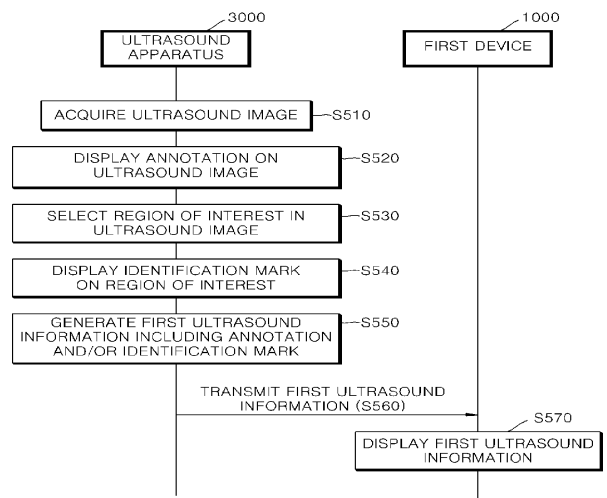 3000
1000
ULTRASOUND
APPARATUS
FIRST DEVICE
ACQUIRE ULTRASOUND IMAGE
S510
DISPLAY ANNOTATION ON
ULTRASOUND IMAGE
S520
SELECT REGION OF INTEREST IN
ULTRASOUND IMAGE
S530
DISPLAY IDENTIFICATION MARK
ON REGION OF INTEREST
S540
GENERATE FIRST ULTRASOUND
INFORMATION INCLUDING ANNOTATION
AND/OR IDENTIFICATION MARK
S550
TRANSMIT FIRST ULTRASOUND
INFORMATION (S560)
S570
DISPLAY FIRST ULTRASOUND
INFORMATION